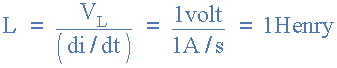 L = V_L / (di/dt) = 1volt / 1A/s = 1Henry